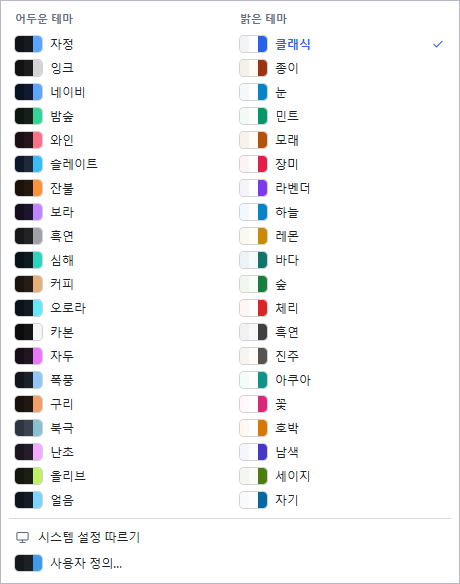 어두운 테마
자정
잉크
네이비
밤숲
와인
슬레이트
잔불
보라
흑연
심해
커피
오로라
카본
자두
폭풍
구리
북극
난초
올리브
얼음
밝은 테마
클래식
종이
눈
민트
모래
장미
라벤더
하늘
레몬
바다
숲
체리
흑연
진주
아쿠아
꽃
호박
남색
세이지
자기
시스템 설정 따르기
사용자 정의...